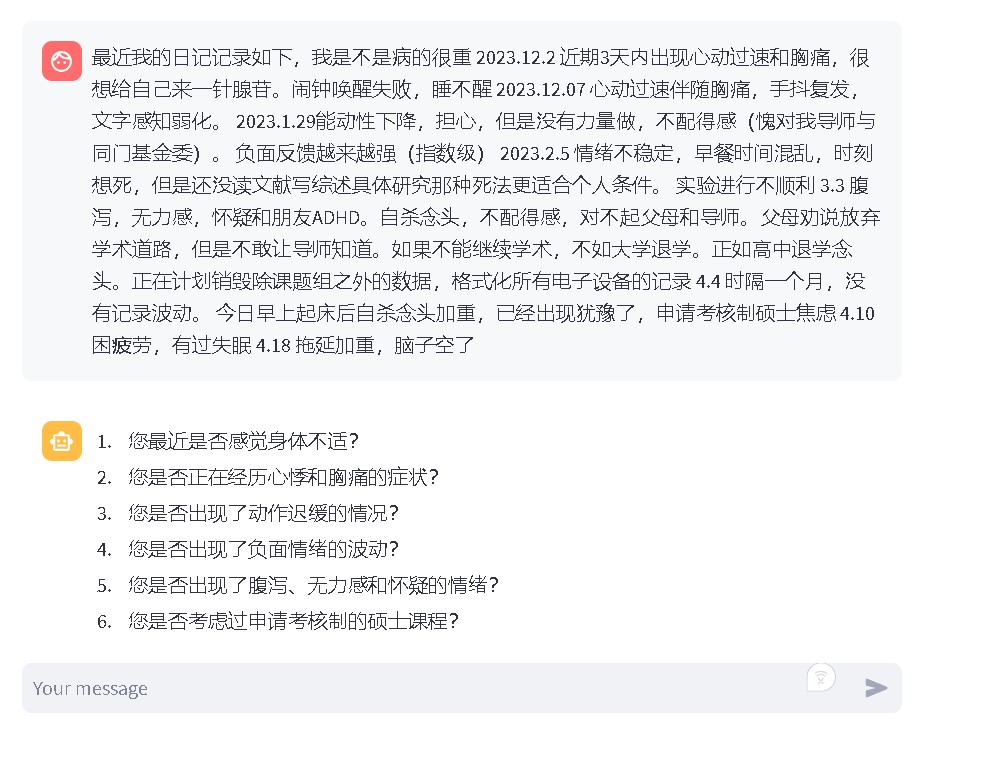 最近我的日记记录如下，我是不是病的很重 2023.12.2 近期3天内出现心动过速和胸痛，很
想给自己来一针腺苷。闹钟唤醒失败，睡不醒 2023.12.07 心动过速伴随胸痛，手抖复发，
文字感知弱化。 2023.1.29能动性下降，担心，但是没有力量做，不配得感（愧对我导师与
同门基金委）。 负面反馈越来越强（指数级） 2023.2.5 情绪不稳定，早餐时间混乱，时刻
想死，但是还没读文献写综述具体研究那种死法更适合个人条件。 实验进行不顺利 3.3 腹
泻，无力感，怀疑和朋友ADHD。自杀念头，不配得感，对不起父母和导师。父母劝说放弃
学术道路，但是不敢让导师知道。如果不能继续学术，不如大学退学。正如高中退学念
头。正在计划销毁除课题组之外的数据，格式化所有电子设备的记录 4.4 时隔一个月，没
有记录波动。 今日早上起床后自杀念头加重，已经出现犹豫了，申请考核制硕士焦虑 4.10
困疲劳，有过失眠 4.18 拖延加重，脑子空了
1. 您最近是否感觉身体不适？
2. 您是否正在经历心悸和胸痛的症状？
3. 您是否出现了动作迟缓的情况？
4. 您是否出现了负面情绪的波动？
5. 您是否出现了腹泻、无力感和怀疑的情绪？
6. 您是否考虑过申请考核制的硕士课程？
Your message